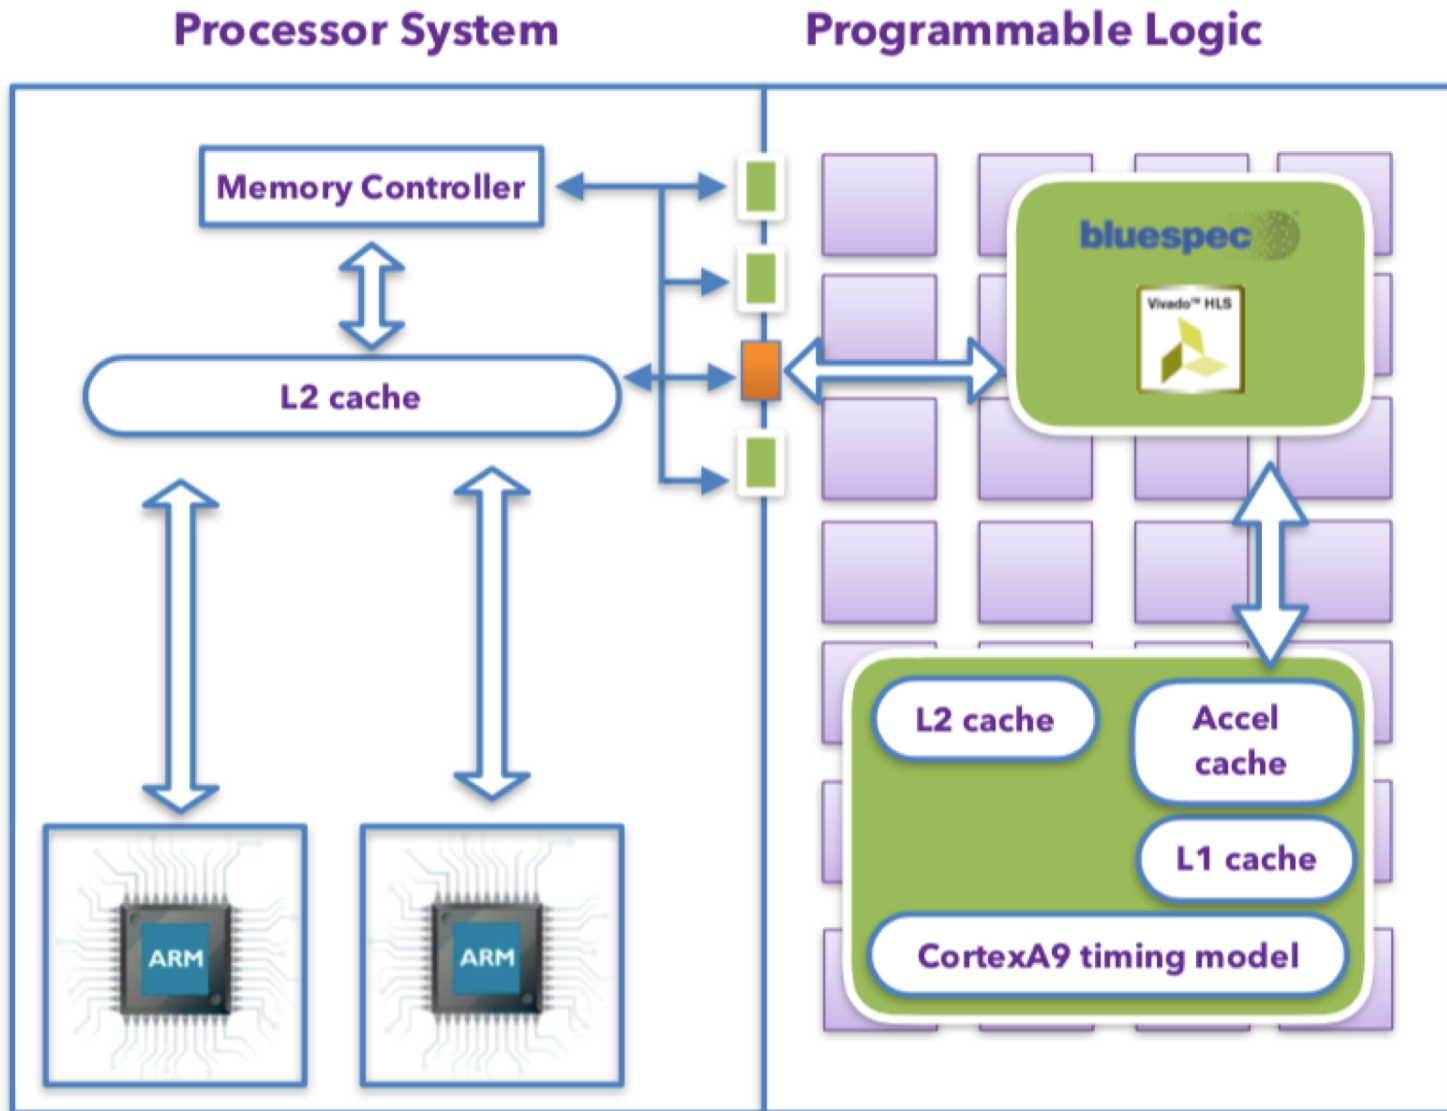 Processor System
Programmable Logic
Memory Controller
bluespec
Vivado™ HLS
L2 cache
L2 cache
Accel
cache
L1 cache
ARM
ARM
CortexA9 timing model